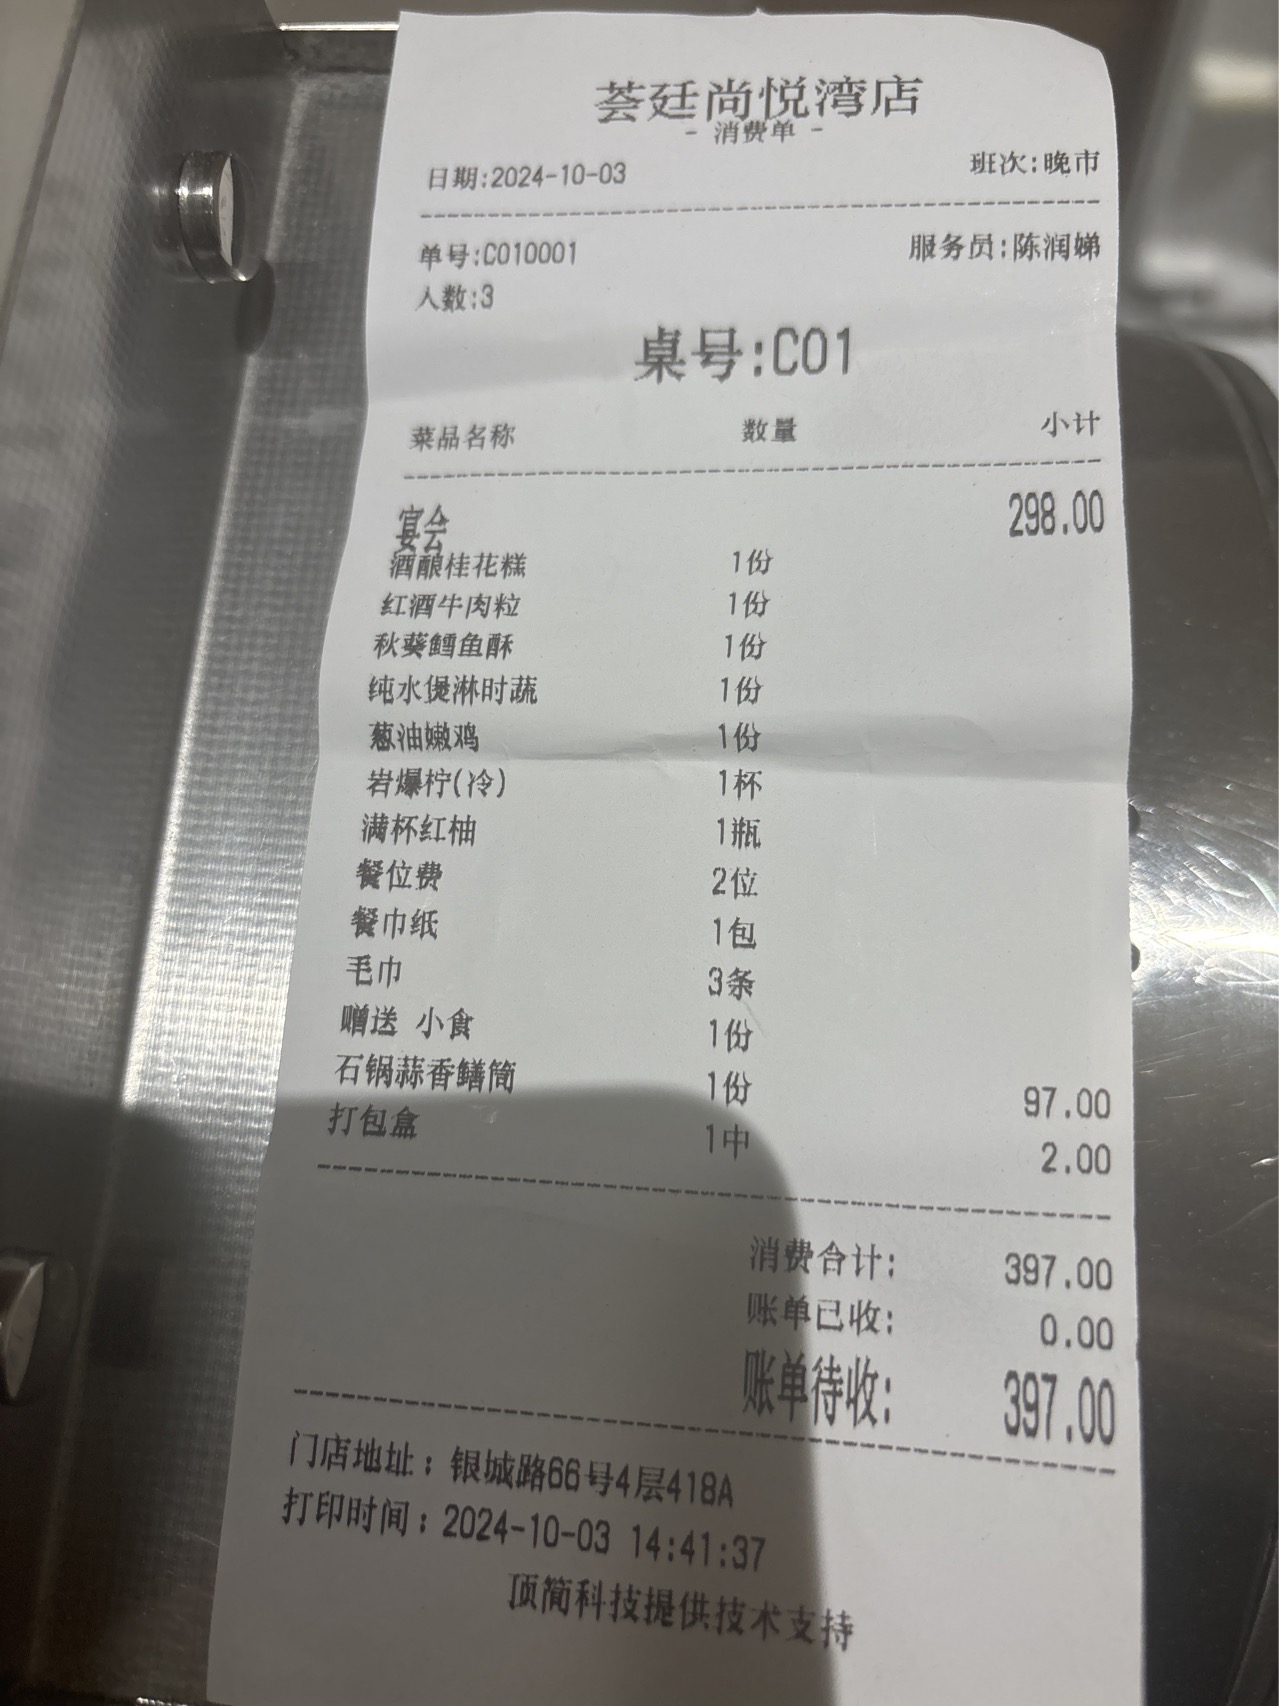 荟廷尚悦湾店
- 消费单 -
日期:2024-10-03 班次:晚市
单号:C010001 服务员:陈润娣
人数:3
桌号:C01
菜品名称 数量 小计
宴会 298.00
酒酿桂花糕 1份
红酒牛肉粒 1份
秋葵鳕鱼酥 1份
纯水煲淋时蔬 1份
葱油嫩鸡 1份
岩爆柠(冷) 1杯
满杯红柚 1瓶
餐位费 2位
餐巾纸 1包
毛巾 3条
赠送 小食 1份
石锅蒜香鳝筒 1份 97.00
打包盒 1中 2.00
消费合计: 397.00
账单已收: 0.00
账单待收: 397.00
门店地址：银城路66号4层418A
打印时间：2024-10-03 14:41:37
顶简科技提供技术支持